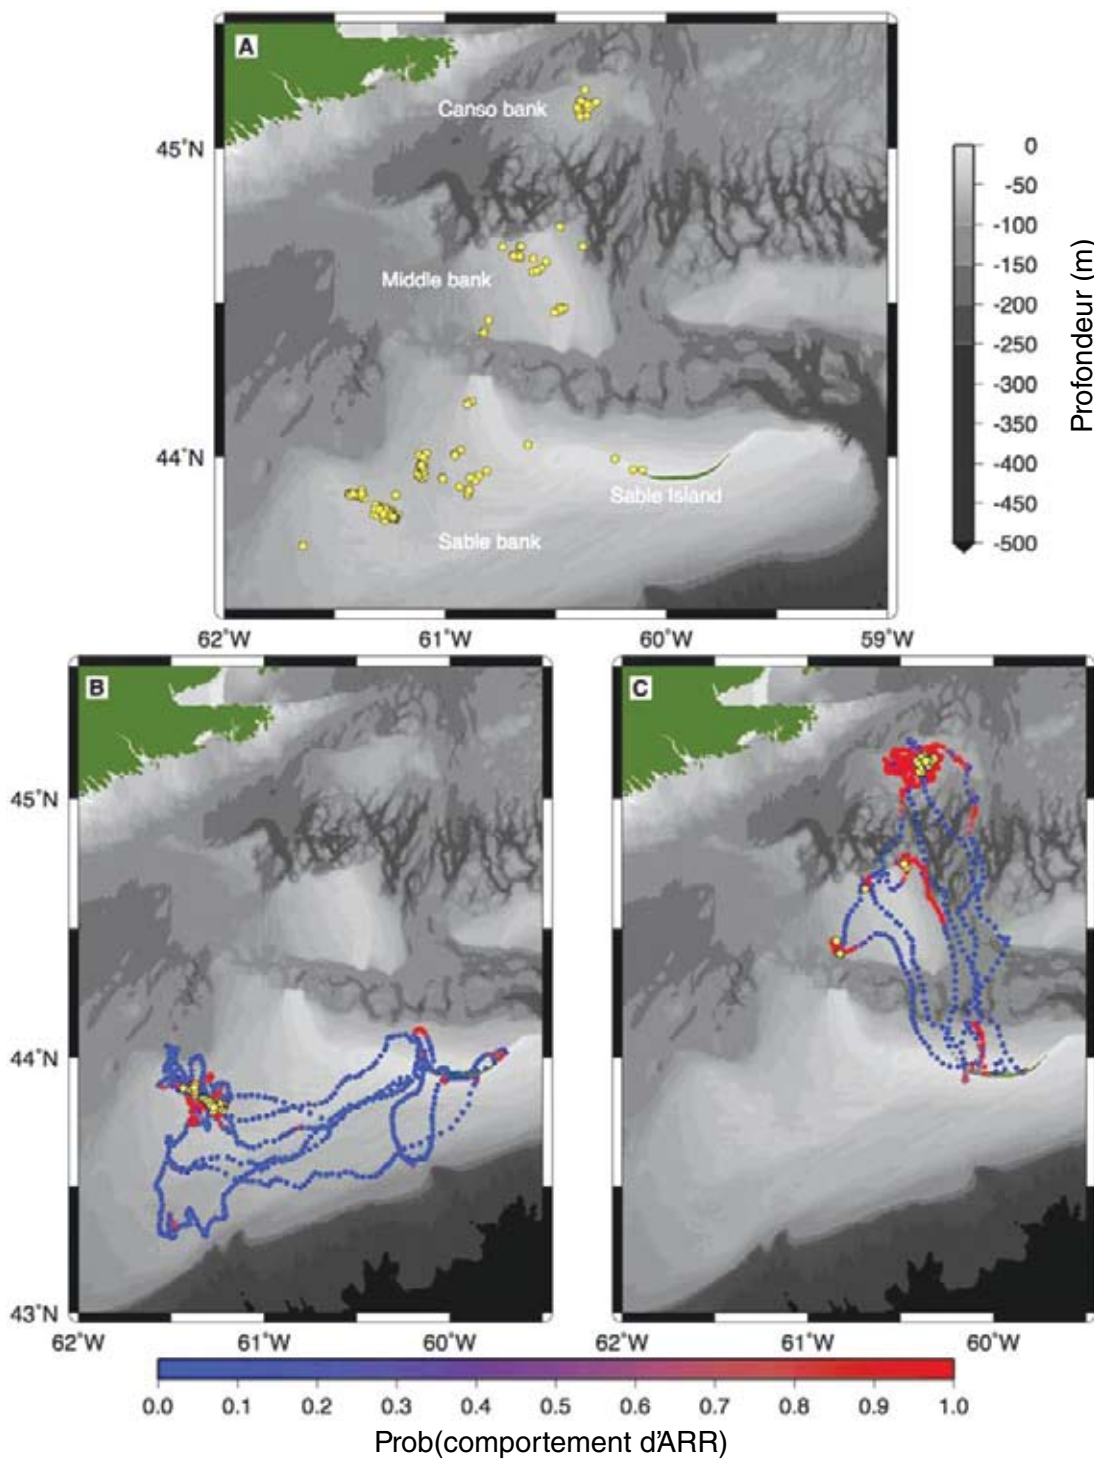 A
Canso bank
Middle bank
Sable Island
Sable bank
45°N
44°N
62°W 61°W 60°W 59°W
0
-50
-100
-150
-200
-250
-300
-350
-400
-450
-500
Profondeur (m)
B
C
45°N
44°N
43°N
62°W 61°W 60°W
62°W 61°W 60°W
0.0 0.1 0.2 0.3 0.4 0.5 0.6 0.7 0.8 0.9 1.0
Prob(comportement d'ARR)